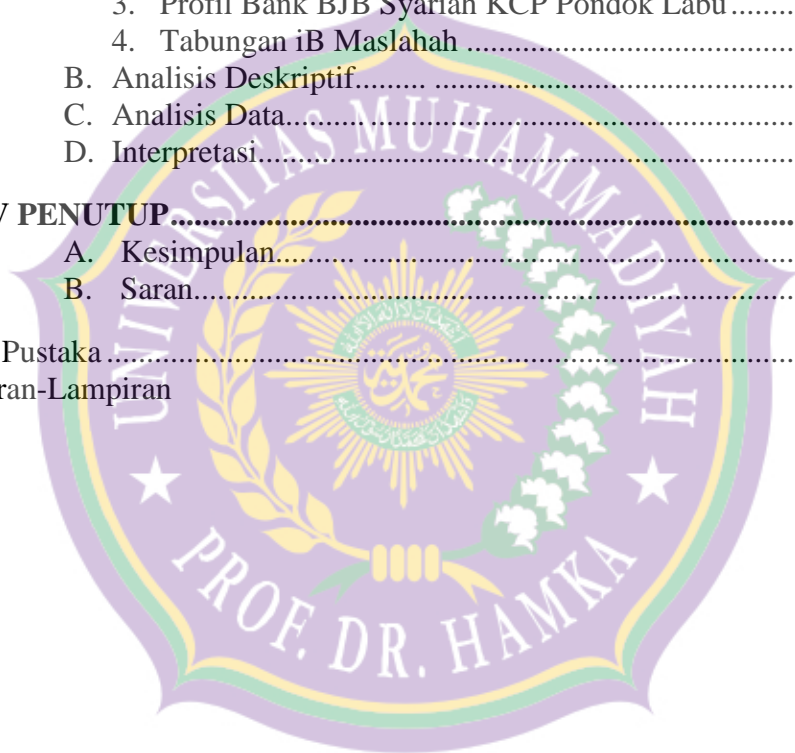 3. Profil Bank BJB Syariah KCP Pondok Labu ........
4. Tabungan iB Maslahah ......................................
B. Analisis Deskriptif......... ..........................................
C. Analisis Data..............................................................
D. Interpretasi................................................................
V PENUTUP..........................................................................
A. Kesimpulan.......... ....................................................
B. Saran..........................................................................
Pustaka ..................................................................................
ran-Lampiran
UNIVERSITAS MUHAMMADIYAH
PROF. DR. HAMKA